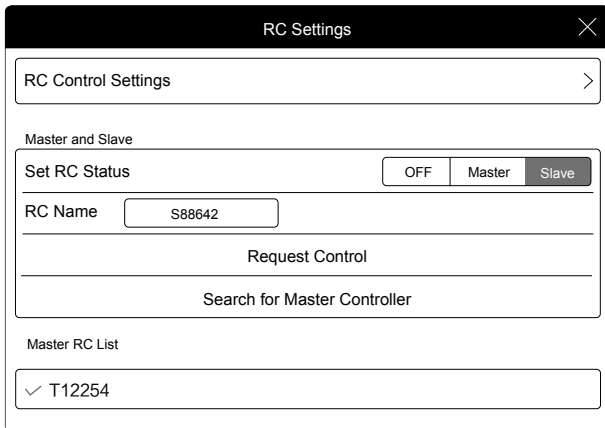 RC Settings
RC Control Settings
Master and Slave
Set RC Status OFF Master Slave
RC Name S88642
Request Control
Search for Master Controller
Master RC List
T12254